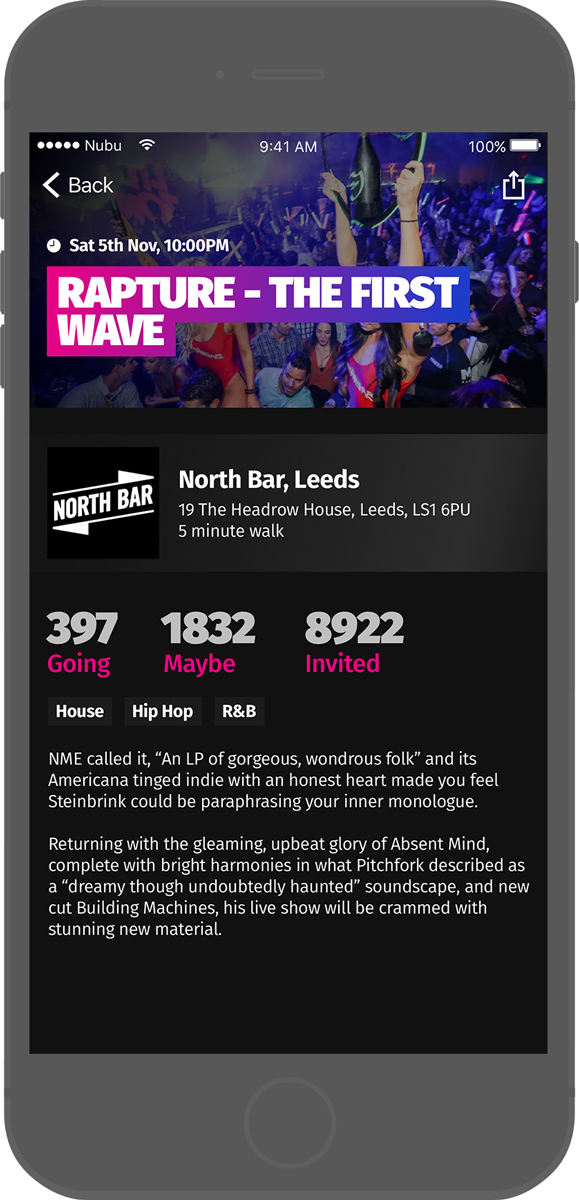 Nubu
9:41 AM
100%
Back
Sat 5th Nov, 10:00PM
RAPTURE - THE FIRST
WAVE
NORTH BAR
North Bar, Leeds
19 The Headrow House, Leeds, LS1 6PU
5 minute walk
397 1832 8922
Going Maybe Invited
House Hip Hop R&B
NME called it, “An LP of gorgeous, wondrous folk” and its
Americana tinged indie with an honest heart made you feel
Steinbrink could be paraphrasing your inner monologue.
Returning with the gleaming, upbeat glory of Absent Mind,
complete with bright harmonies in what Pitchfork described as
a “dreamy though undoubtedly haunted” soundscape, and new
cut Building Machines, his live show will be crammed with
stunning new material.